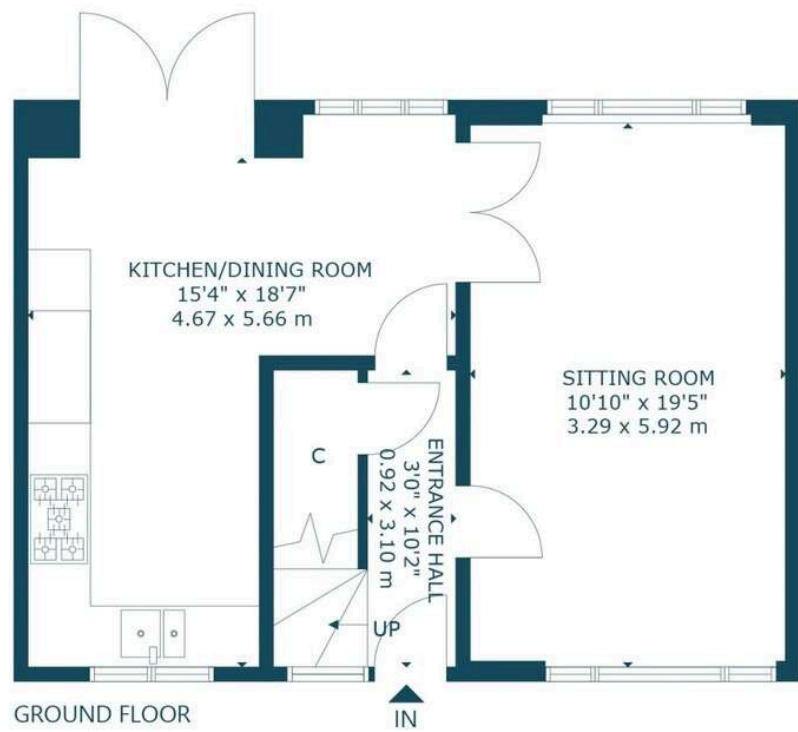 KITCHEN/DINING ROOM
15'4" x 18'7"
4.67 x 5.66 m
SITTING ROOM
10'10" x 19'5"
3.29 x 5.92 m
C
ENTRANCE HALL
3'0" x 10'2"
0.92 x 3.10 m
UP
GROUND FLOOR
IN